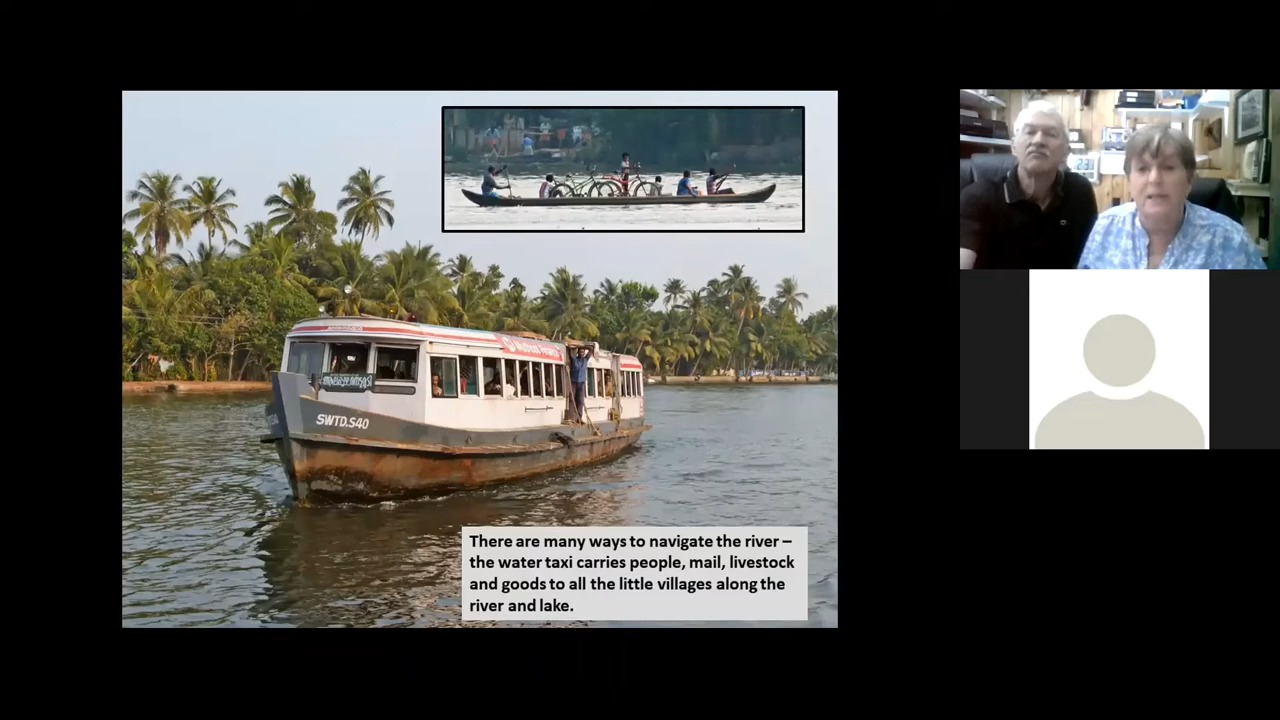 SWTD.S40
There are many ways to navigate the river –
the water taxi carries people, mail, livestock
and goods to all the little villages along the
river and lake.